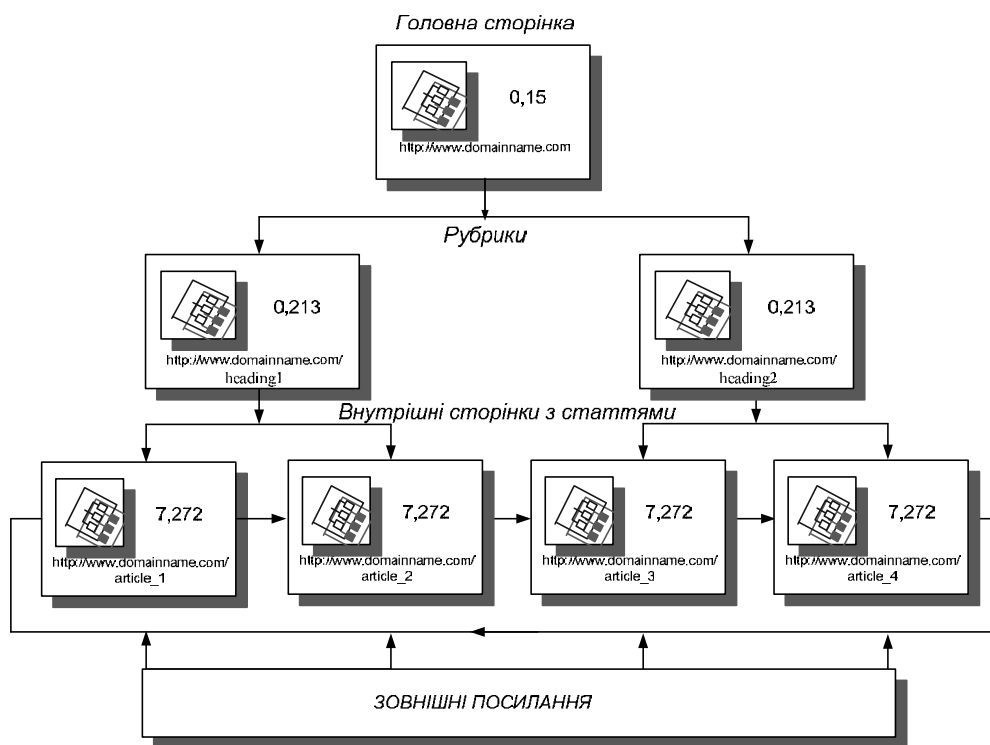 Головна сторінка
0,15
http://www.domainname.com
Рубрики
0,213
http://www.domainname.com/
heading1
0,213
http://www.domainname.com/
heading2
Внутрішні сторінки з статтями
7,272
http://www.domainname.com/
article_1
7,272
http://www.domainname.com/
article_2
7,272
http://www.domainname.com/
article_3
7,272
http://www.domainname.com/
article_4
ЗОВНІШНІ ПОСИЛАННЯ